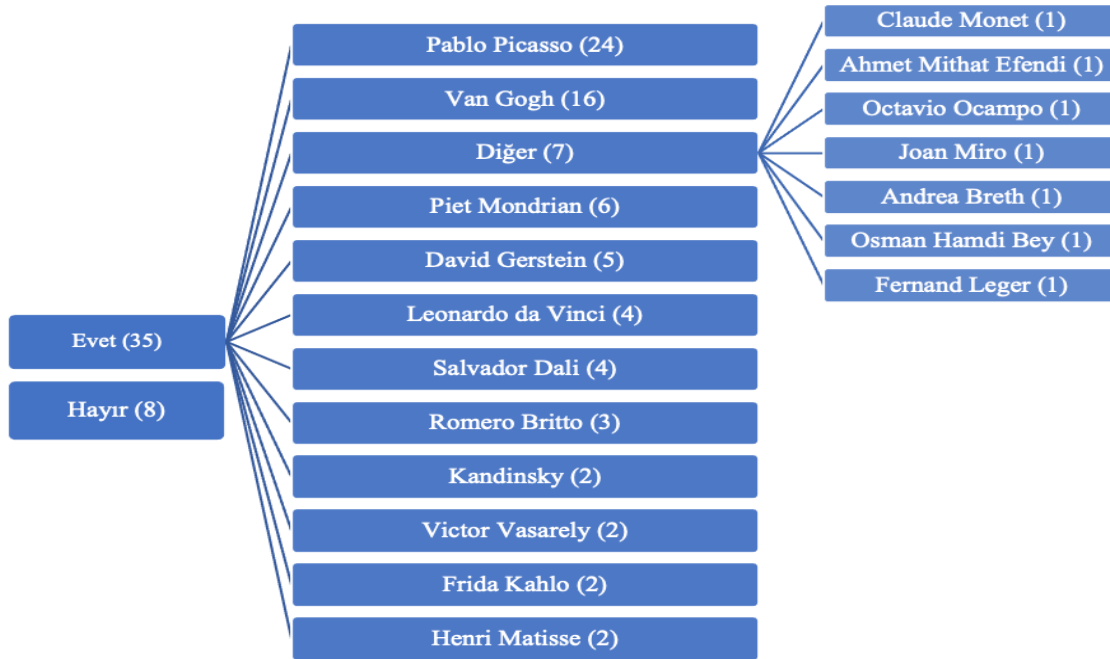 Evet (35)
Hayır (8)
Pablo Picasso (24)
Van Gogh (16)
Diğer (7)
Piet Mondrian (6)
David Gerstein (5)
Leonardo da Vinci (4)
Salvador Dali (4)
Romero Britto (3)
Kandinsky (2)
Victor Vasarely (2)
Frida Kahlo (2)
Henri Matisse (2)
Claude Monet (1)
Ahmet Mithat Efendi (1)
Octavio Ocampo (1)
Joan Miro (1)
Andrea Breth (1)
Osman Hamdi Bey (1)
Fernand Leger (1)